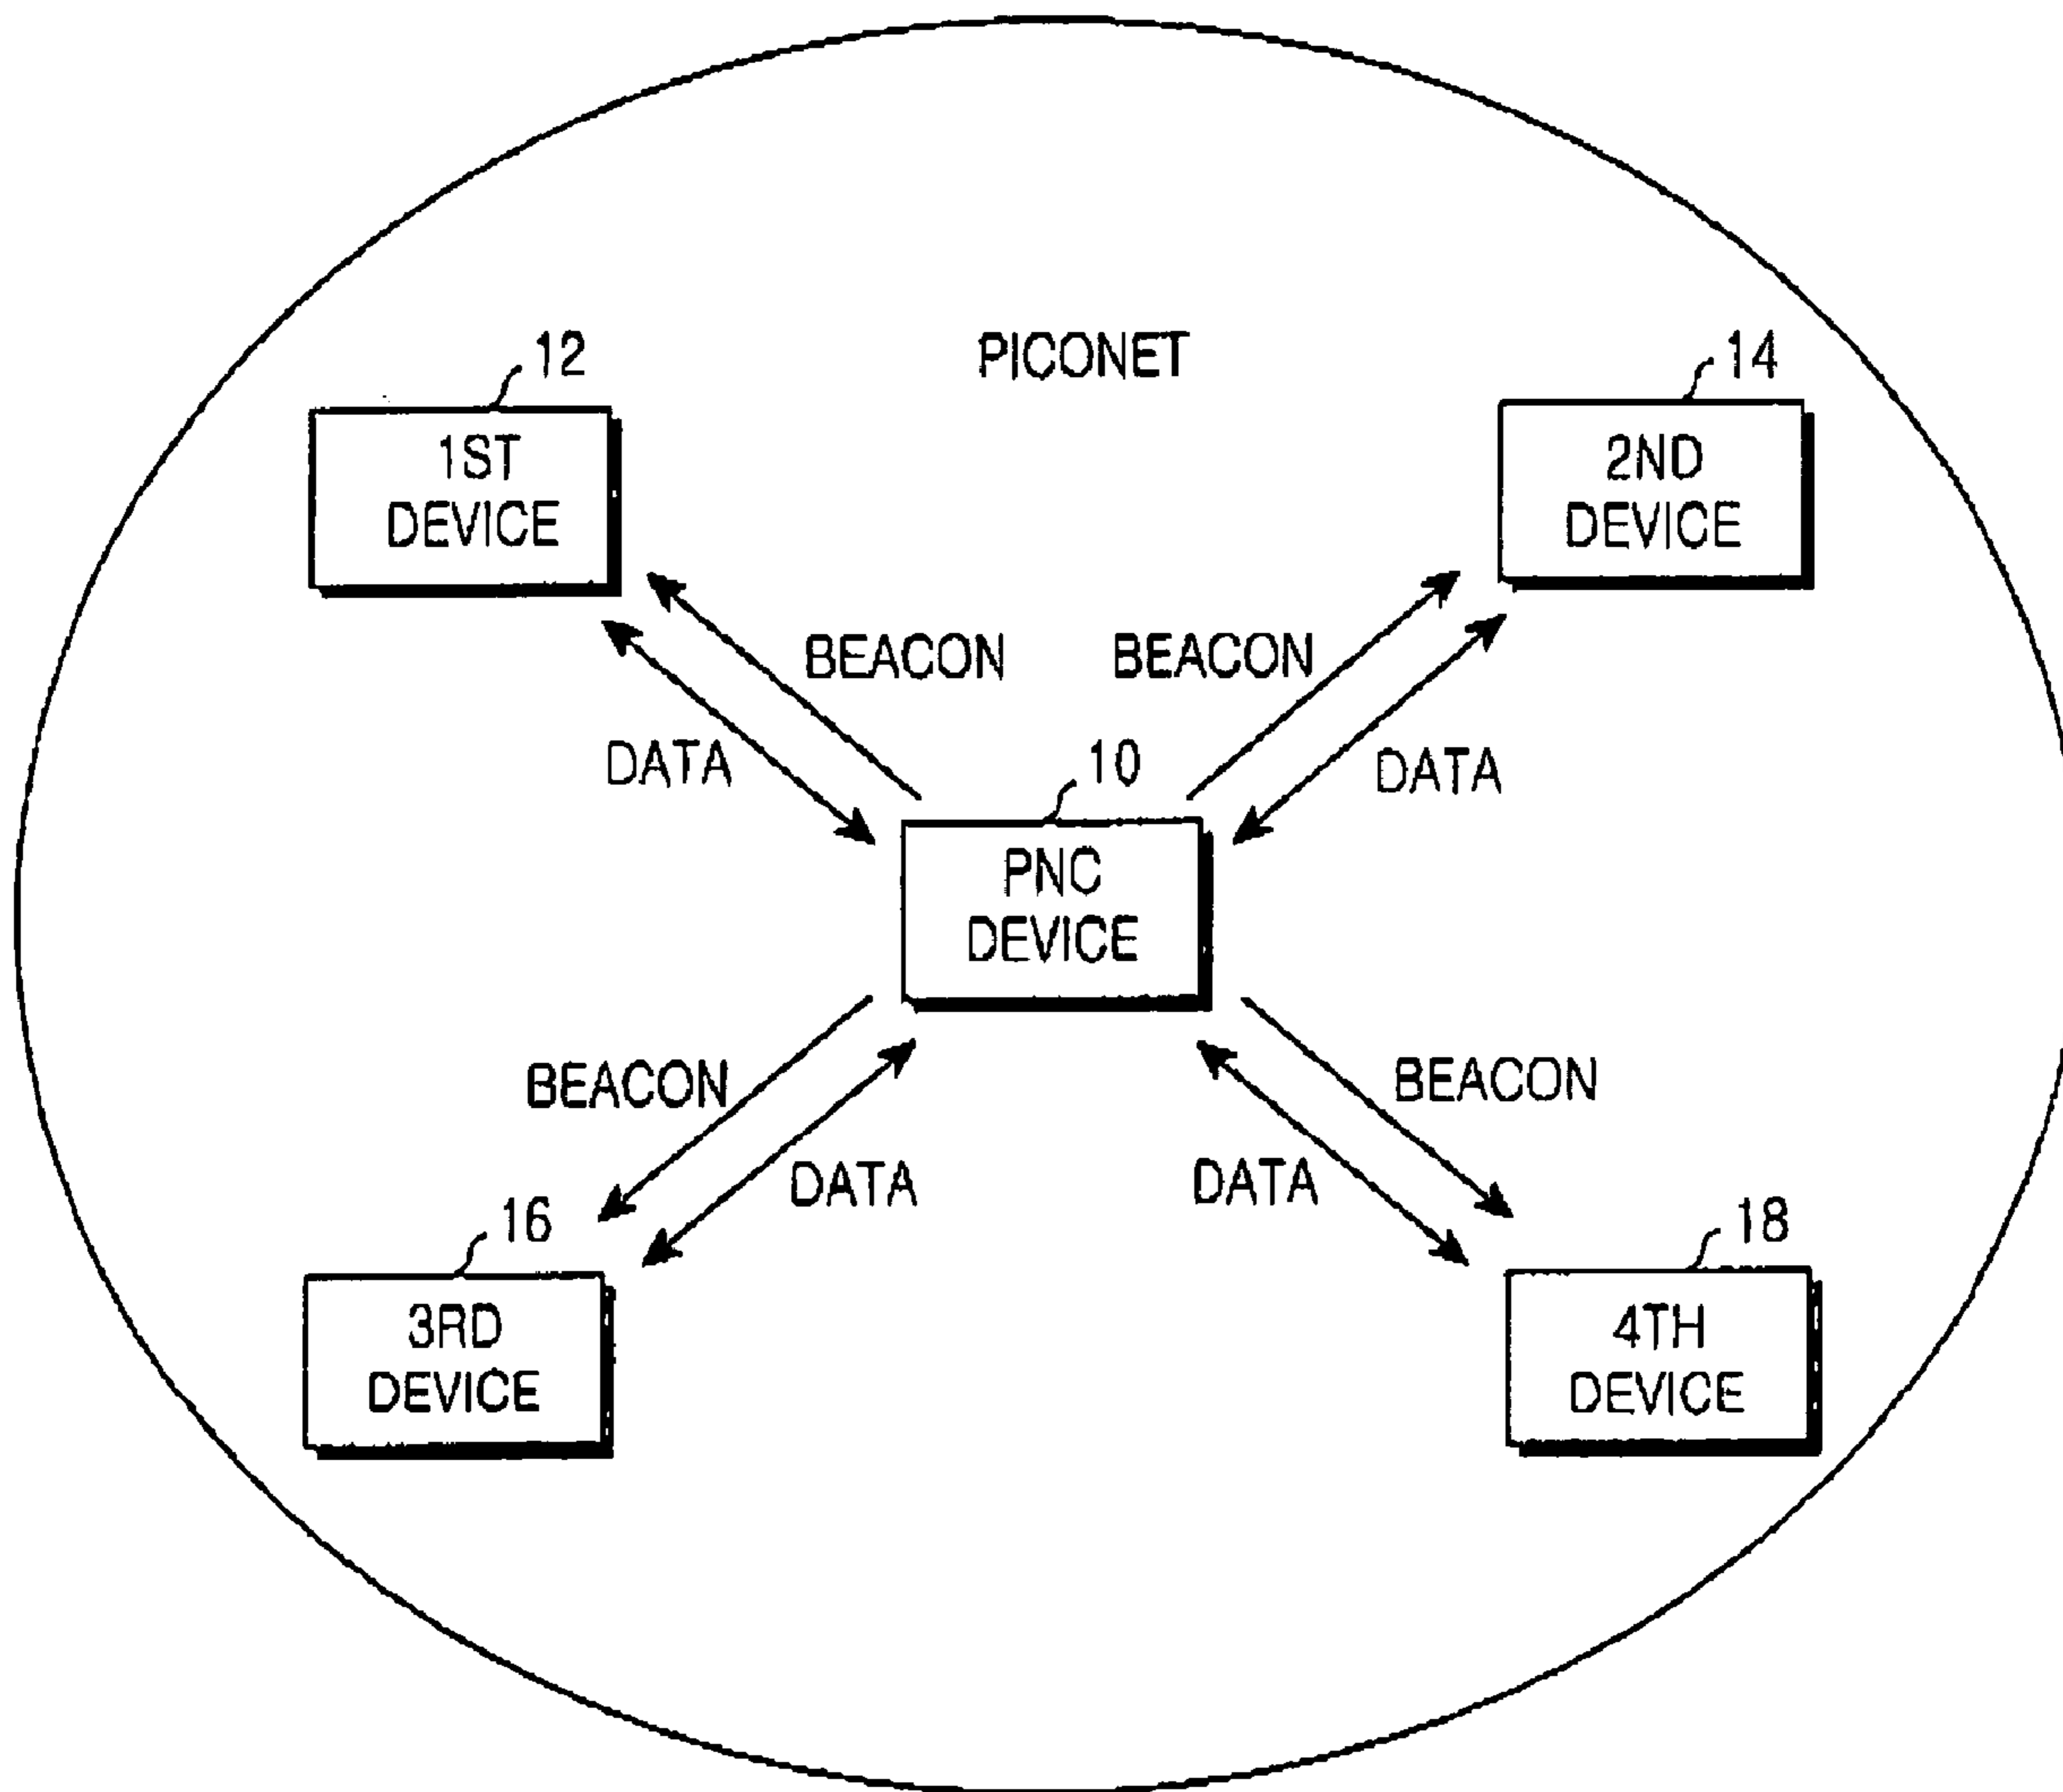 PICONET
12
14
1ST
DEVICE
2ND
DEVICE
BEACON
BEACON
DATA
DATA
10
PNC
DEVICE
BEACON
BEACON
DATA
DATA
16
18
3RD
DEVICE
4TH
DEVICE